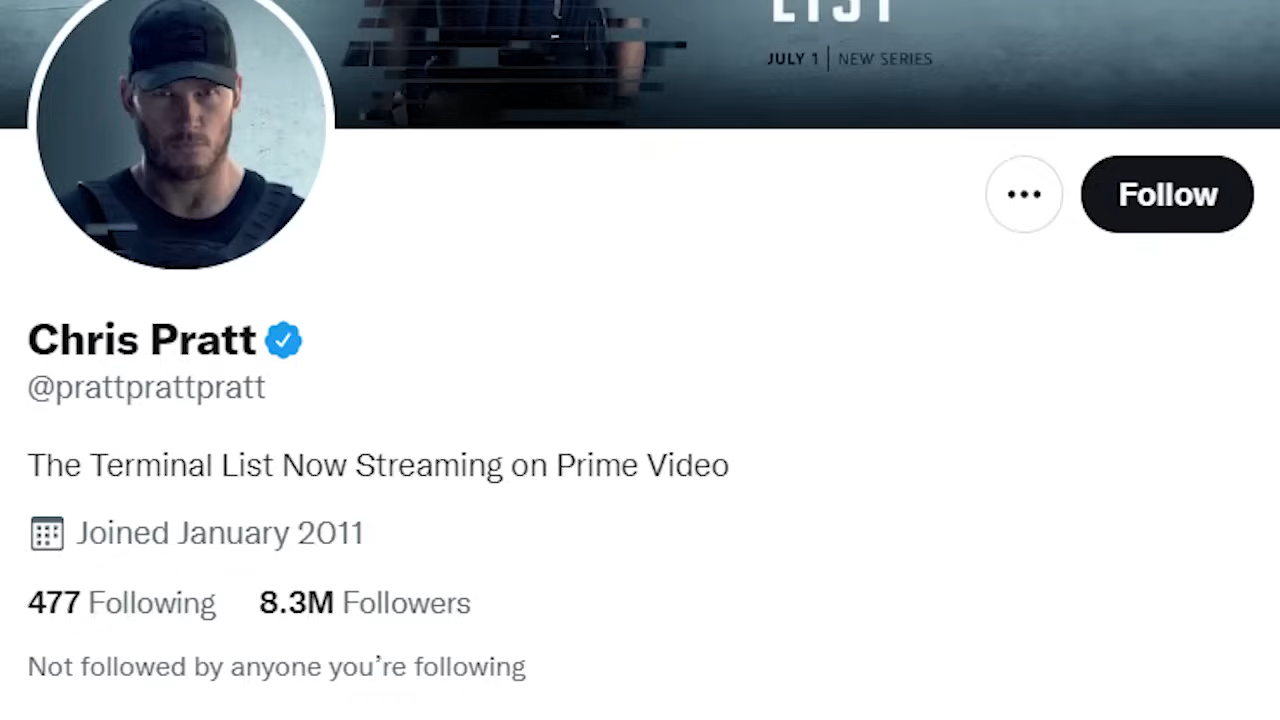 LIST
JULY 1 | NEW SERIES
Follow
Chris Pratt
@prattprattpratt
The Terminal List Now Streaming on Prime Video
Joined January 2011
477 Following 8.3M Followers
Not followed by anyone you’re following